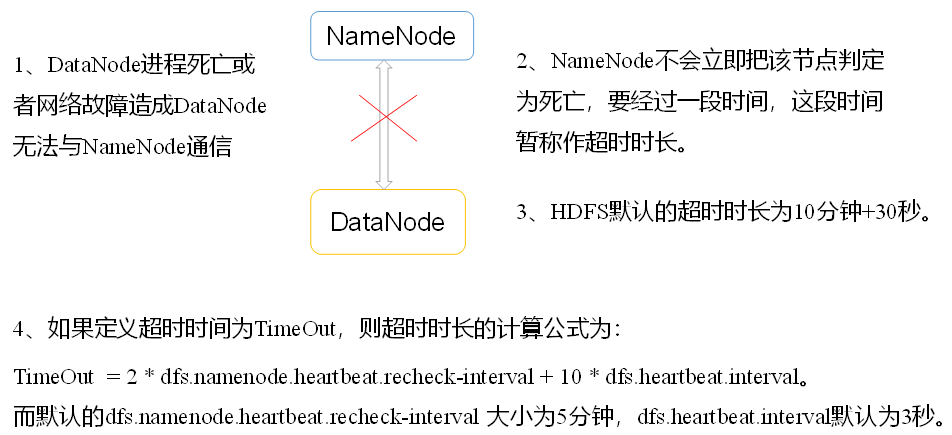 NameNode
1、DataNode进程死亡或
者网络故障造成DataNode
无法与NameNode通信
2、NameNode不会立即把该节点判定
为死亡，要经过一段时间，这段时间
暂称作超时时长。
3、HDFS默认的超时时长为10分钟+30秒。
DataNode
4、如果定义超时时间为TimeOut，则超时时长的计算公式为：
TimeOut = 2 * dfs.namenode.heartbeat.recheck-interval + 10 * dfs.heartbeat.interval。
而默认的dfs.namenode.heartbeat.recheck-interval 大小为5分钟，dfs.heartbeat.interval默认为3秒。